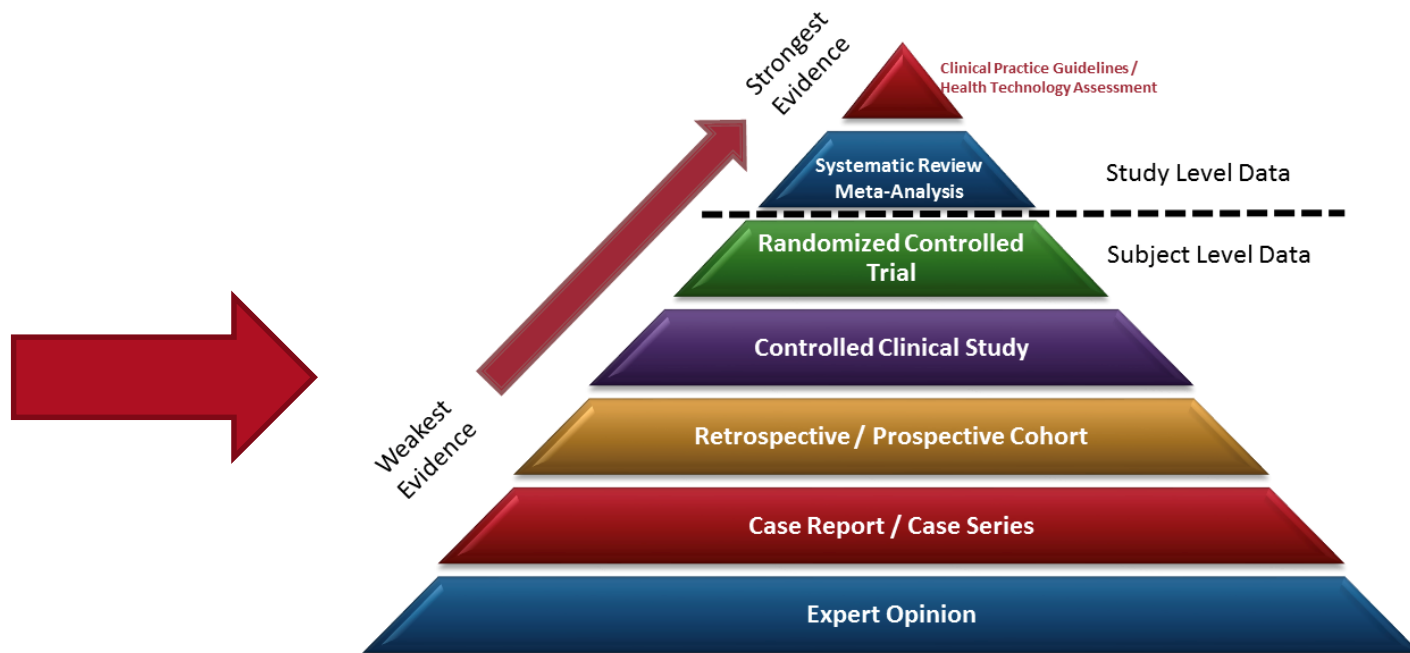 Strongest
Evidence
Clinical Practice Guidelines /
Health Technology Assessment
Systematic Review
Meta-Analysis
Study Level Data
Randomized Controlled
Trial
Subject Level Data
Controlled Clinical Study
Weakest
Evidence
Retrospective / Prospective Cohort
Case Report / Case Series
Expert Opinion